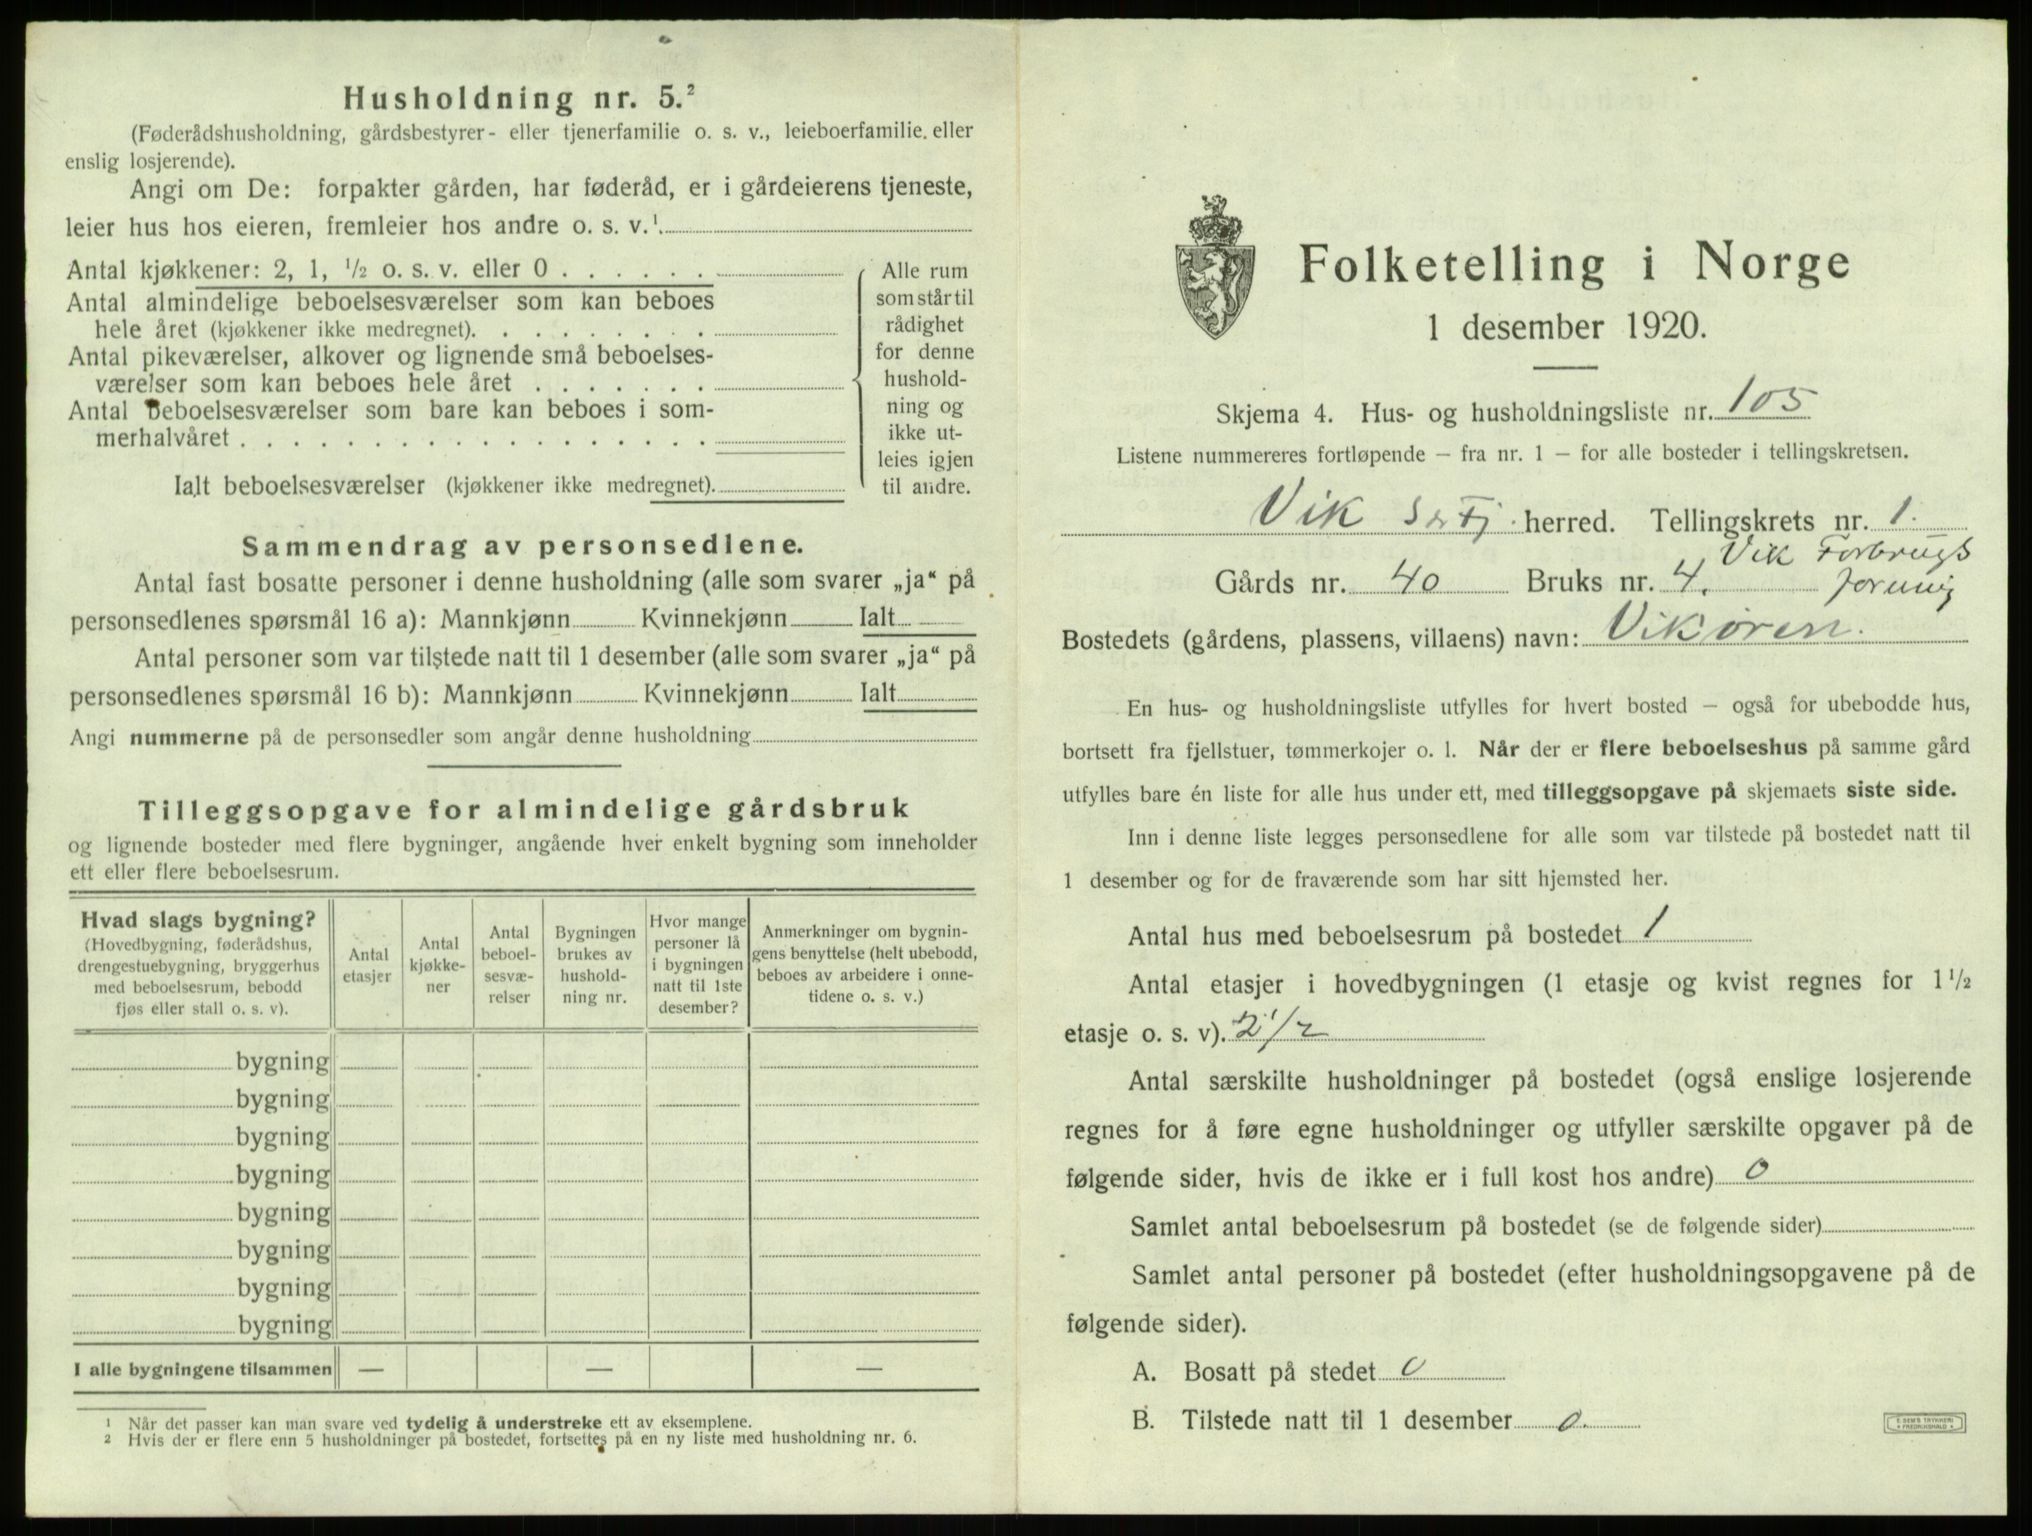 Husholdning nr. 5.²
(Føderådshusholdning, gårdsbestyrer- eller tjenerfamilie o. s. v., leieboerfamilie. eller
enslig losjerende).
Angi om De: forpakter gården, har føderåd, er i gårdeierens tjeneste,
leier hus hos eieren, fremleier hos andre o. s. v.¹
Antal kjøkkener: 2, 1, ½ o. s. v. eller 0 . . . . . .
Antal almindelige beboelsesværelser som kan beboes
hele året (kjøkkener ikke medregnet). . . . . . . . .
Antal pikeværelser, alkover og lignende små beboelses-
værelser som kan beboes hele året . . . . . . .
Antal beboelsesværelser som bare kan beboes i som-
merhalvåret . . . . . . . . . . . . . . . . . .
Ialt beboelsesværelser (kjøkkener ikke medregnet).
Alle rum
som står til
rådighet
for denne
hushold-
ning og
ikke ut-
leies igjen
til andre.
Sammendrag av personsedlene.
Antal fast bosatte personer i denne husholdning (alle som svarer „ja“ på
personsedlenes spørsmål 16 a): Mannkjønn Kvinnekjønn Ialt
Antal personer som var tilstede natt til 1 desember (alle som svarer „ja“ på
personsedlenes spørsmål 16 b): Mannkjønn Kvinnekjønn Ialt
Angi nummerne på de personsedler som angår denne husholdning
Tilleggsopgave for almindelige gårdsbruk
og lignende bosteder med flere bygninger, angående hver enkelt bygning som inneholder
ett eller flere beboelsesrum.
Hvad slags bygning?
(Hovedbygning, føderådshus,
drengestuebygning, bryggerhus
med beboelsesrum, bebodd
fjøs eller stall o. s. v).
Antal
etasjer
Antal
kjøkke-
ner
Antal
beboel-
sesvæ-
relser
Bygningen
brukes av
hushold-
ning nr.
Hvor mange
personer lå
i bygningen
natt til 1ste
desember?
Anmerkninger om bygnin-
gens benyttelse (helt ubebodd,
beboes av arbeidere i onne-
tidene o. s. v.)
bygning
bygning
bygning
bygning
bygning
bygning
bygning
bygning
I alle bygningene tilsammen — — —
¹ Når det passer kan man svare ved tydelig å understreke ett av eksemplene.
² Hvis der er flere enn 5 husholdninger på bostedet, fortsettes på en ny liste med husholdning nr. 6.
Folketelling i Norge
1 desember 1920.
Skjema 4. Hus- og husholdningsliste nr. 105
Listene nummereres fortløpende – fra nr. 1 – for alle bosteder i tellingskretsen.
Vik S & Fj. herred. Tellingskrets nr. 1.
Vik Forbrugs
Gårds nr. 40 Bruks nr. 4. forening
Bostedets (gårdens, plassens, villaens) navn: Vikøren.
En hus- og husholdningsliste utfylles for hvert bosted – også for ubebodde hus,
bortsett fra fjellstuer, tømmerkojer o. l. Når der er flere beboelseshus på samme gård
utfylles bare én liste for alle hus under ett, med tilleggsopgave på skjemaets siste side.
Inn i denne liste legges personsedlene for alle som var tilstede på bostedet natt til
1 desember og for de fraværende som har sitt hjemsted her.
Antal hus med beboelsesrum på bostedet 1
Antal etasjer i hovedbygningen (1 etasje og kvist regnes for 1½
etasje o. s. v). 2 1/2
Antal særskilte husholdninger på bostedet (også enslige losjerende
regnes for å føre egne husholdninger og utfyller særskilte opgaver på de
følgende sider, hvis de ikke er i full kost hos andre) 0
Samlet antal beboelsesrum på bostedet (se de følgende sider)
Samlet antal personer på bostedet (efter husholdningsopgavene på de
følgende sider).
A. Bosatt på stedet 0
B. Tilstede natt til 1 desember 0.
E. SEM'S TRYKKERI
FREDRIKSHALD